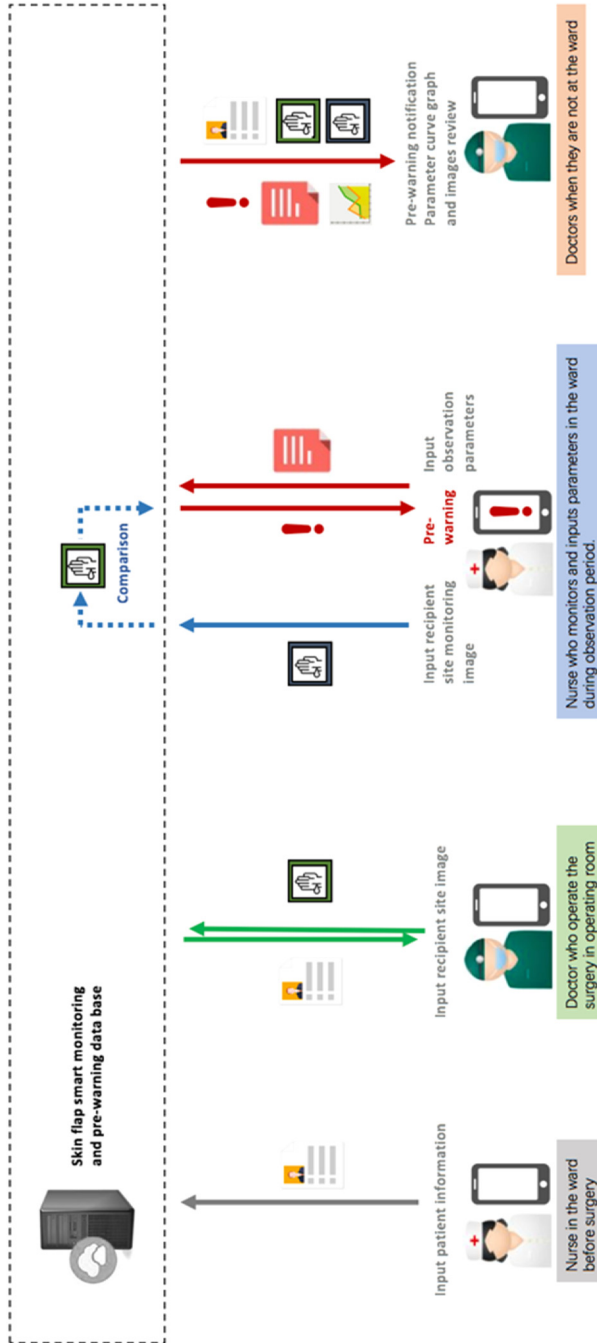 Skin flap smart monitoring
and pre-warning data base
Comparison
Input patient information
Input recipient site image
Input recipient
site monitoring
image
Pre-
warning
Input
observation
parameters
Pre-warning notification
Parameter curve graph
and images review
Nurse in the ward
before surgery
Doctor who operate the
surgery in operating room
Nurse who monitors and inputs parameters in the ward
during observation period.
Doctors when they are not at the ward